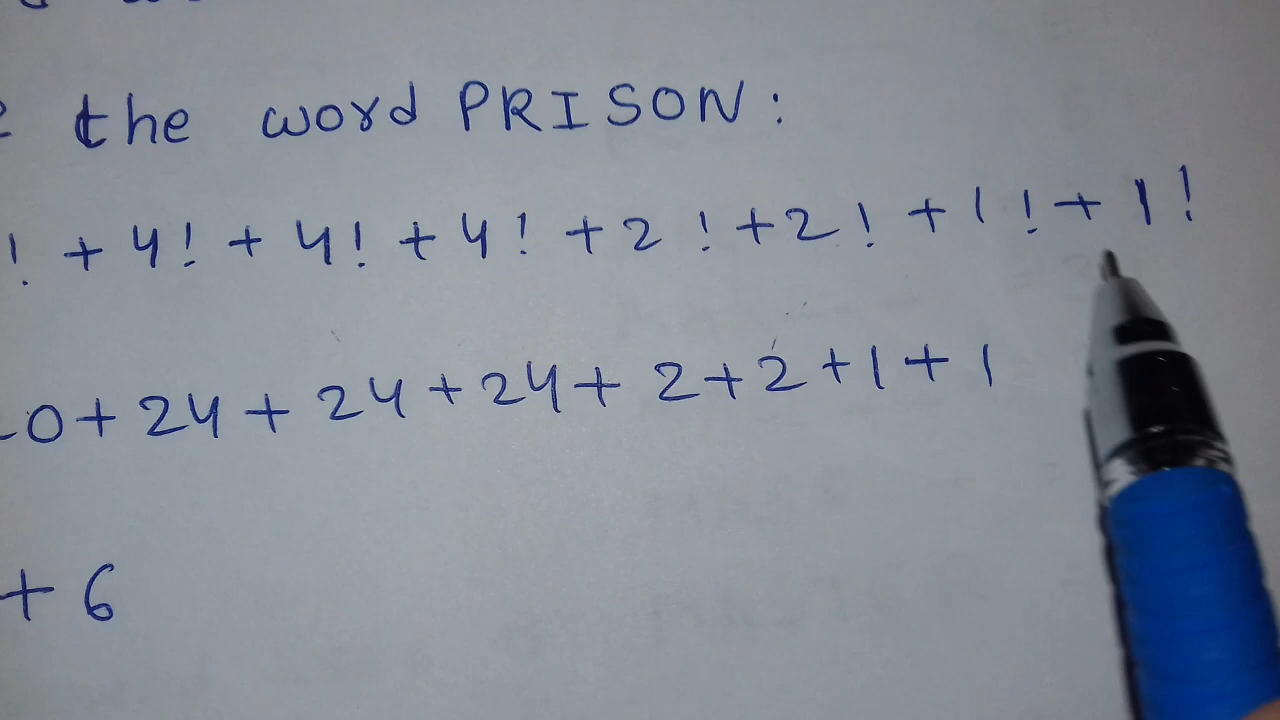 the word PRISON:
! + 4! + 4! + 4! + 2! + 2! + 1! + 1!
0 + 24 + 24 + 24 + 2 + 2 + 1 + 1
+ 6